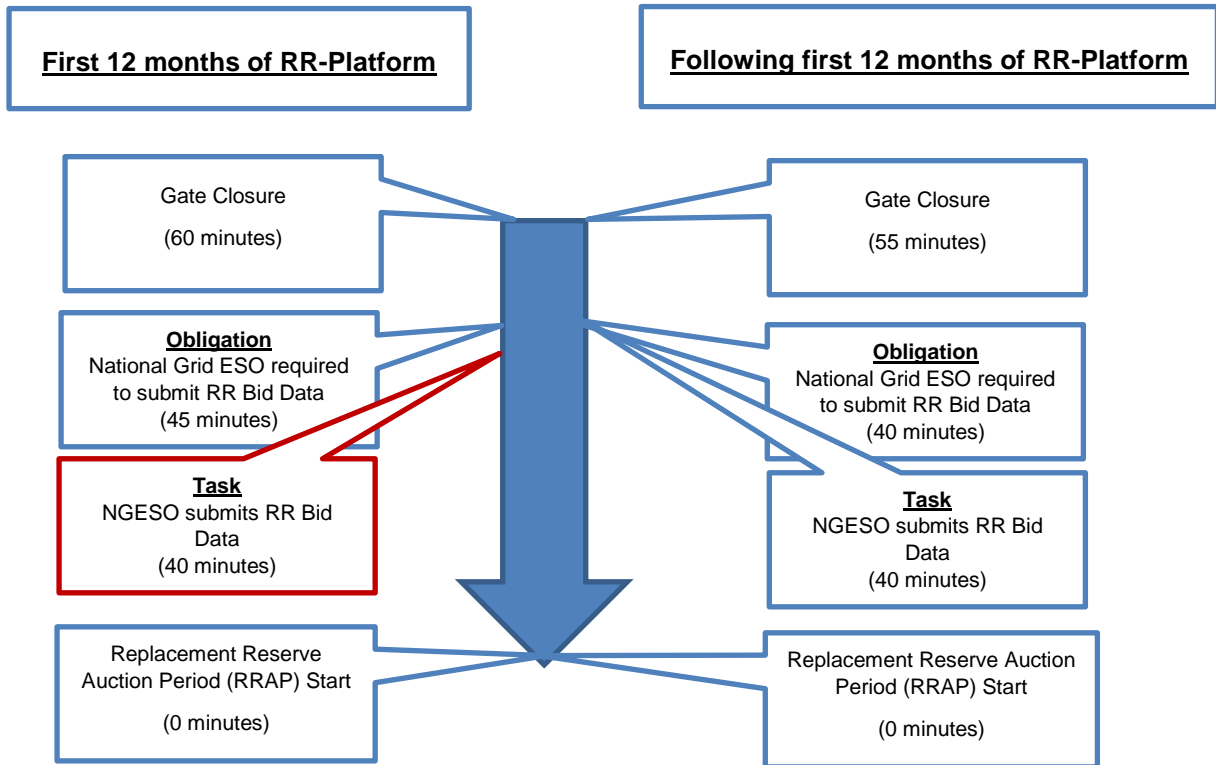 First 12 months of RR-Platform
Following first 12 months of RR-Platform
Gate Closure
(60 minutes)
Gate Closure
(55 minutes)
Obligation
National Grid ESO required
to submit RR Bid Data
(45 minutes)
Obligation
National Grid ESO required
to submit RR Bid Data
(40 minutes)
Task
NGESO submits RR Bid
Data
(40 minutes)
Task
NGESO submits RR Bid
Data
(40 minutes)
Replacement Reserve
Auction Period (RRAP) Start
(0 minutes)
Replacement Reserve Auction
Period (RRAP) Start
(0 minutes)